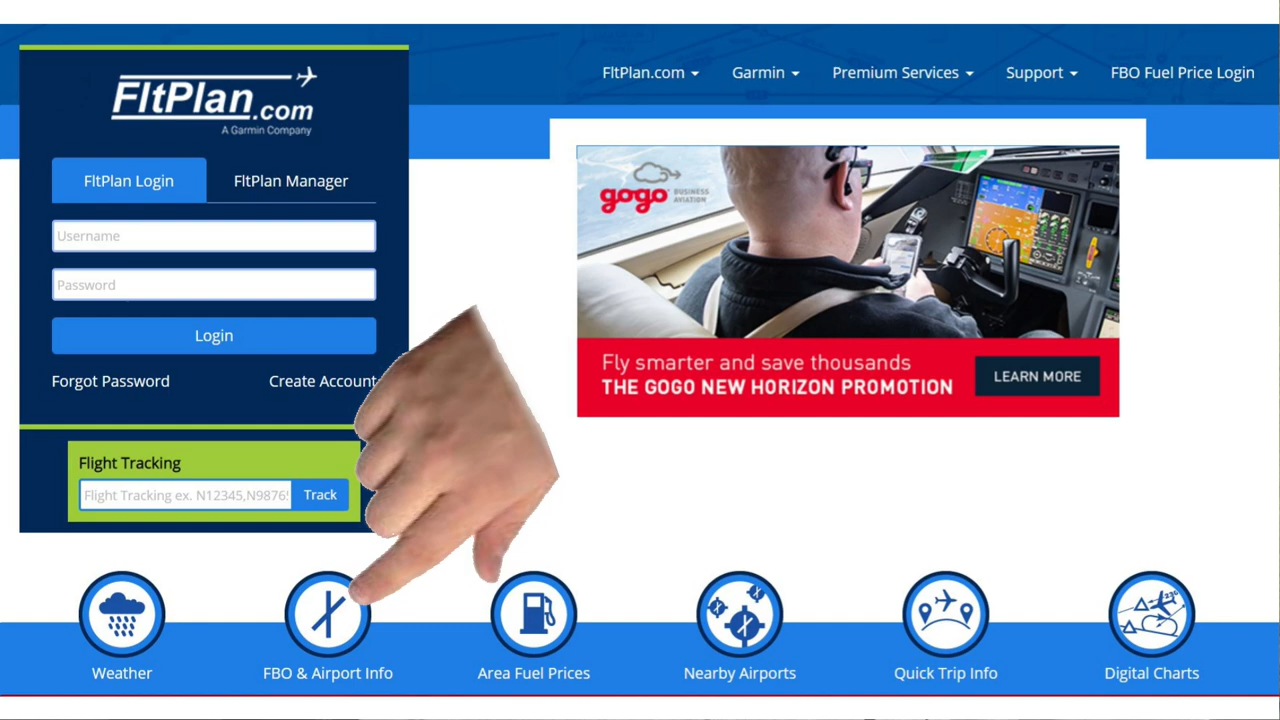 FltPlan.com
A Garmin Company
FltPlan.com
Garmin
Premium Services
Support
FBO Fuel Price Login
FltPlan Login
FltPlan Manager
Username
Password
Login
Forgot Password
Create Account
Flight Tracking
Flight Tracking ex. N12345,N9876
Track
gogo BUSINESS
AVIATION
Fly smarter and save thousands
THE GOGO NEW HORIZON PROMOTION
LEARN MORE
Weather
FBO & Airport Info
Area Fuel Prices
Nearby Airports
Quick Trip Info
Digital Charts